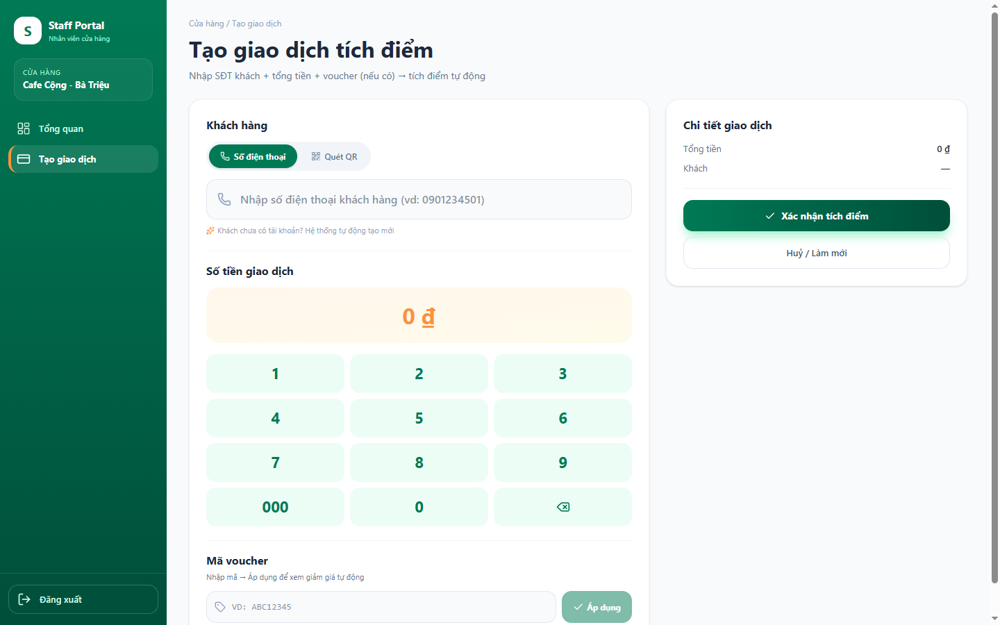 S
Staff Portal
Nhân viên cửa hàng
CỬA HÀNG
Cafe Cộng - Bà Triệu
Tổng quan
Tạo giao dịch
Đăng xuất
Cửa hàng / Tạo giao dịch
Tạo giao dịch tích điểm
Nhập SĐT khách + tổng tiền + voucher (nếu có) → tích điểm tự động
Khách hàng
Số điện thoại
Quét QR
Nhập số điện thoại khách hàng (vd: 0901234501)
Khách chưa có tài khoản? Hệ thống tự động tạo mới
Số tiền giao dịch
0 ₫
1 2 3
4 5 6
7 8 9
000 0
Mã voucher
Nhập mã → Áp dụng để xem giảm giá tự động
VD: ABC12345
Áp dụng
Chi tiết giao dịch
Tổng tiền 0 ₫
Khách —
Xác nhận tích điểm
Huỷ / Làm mới